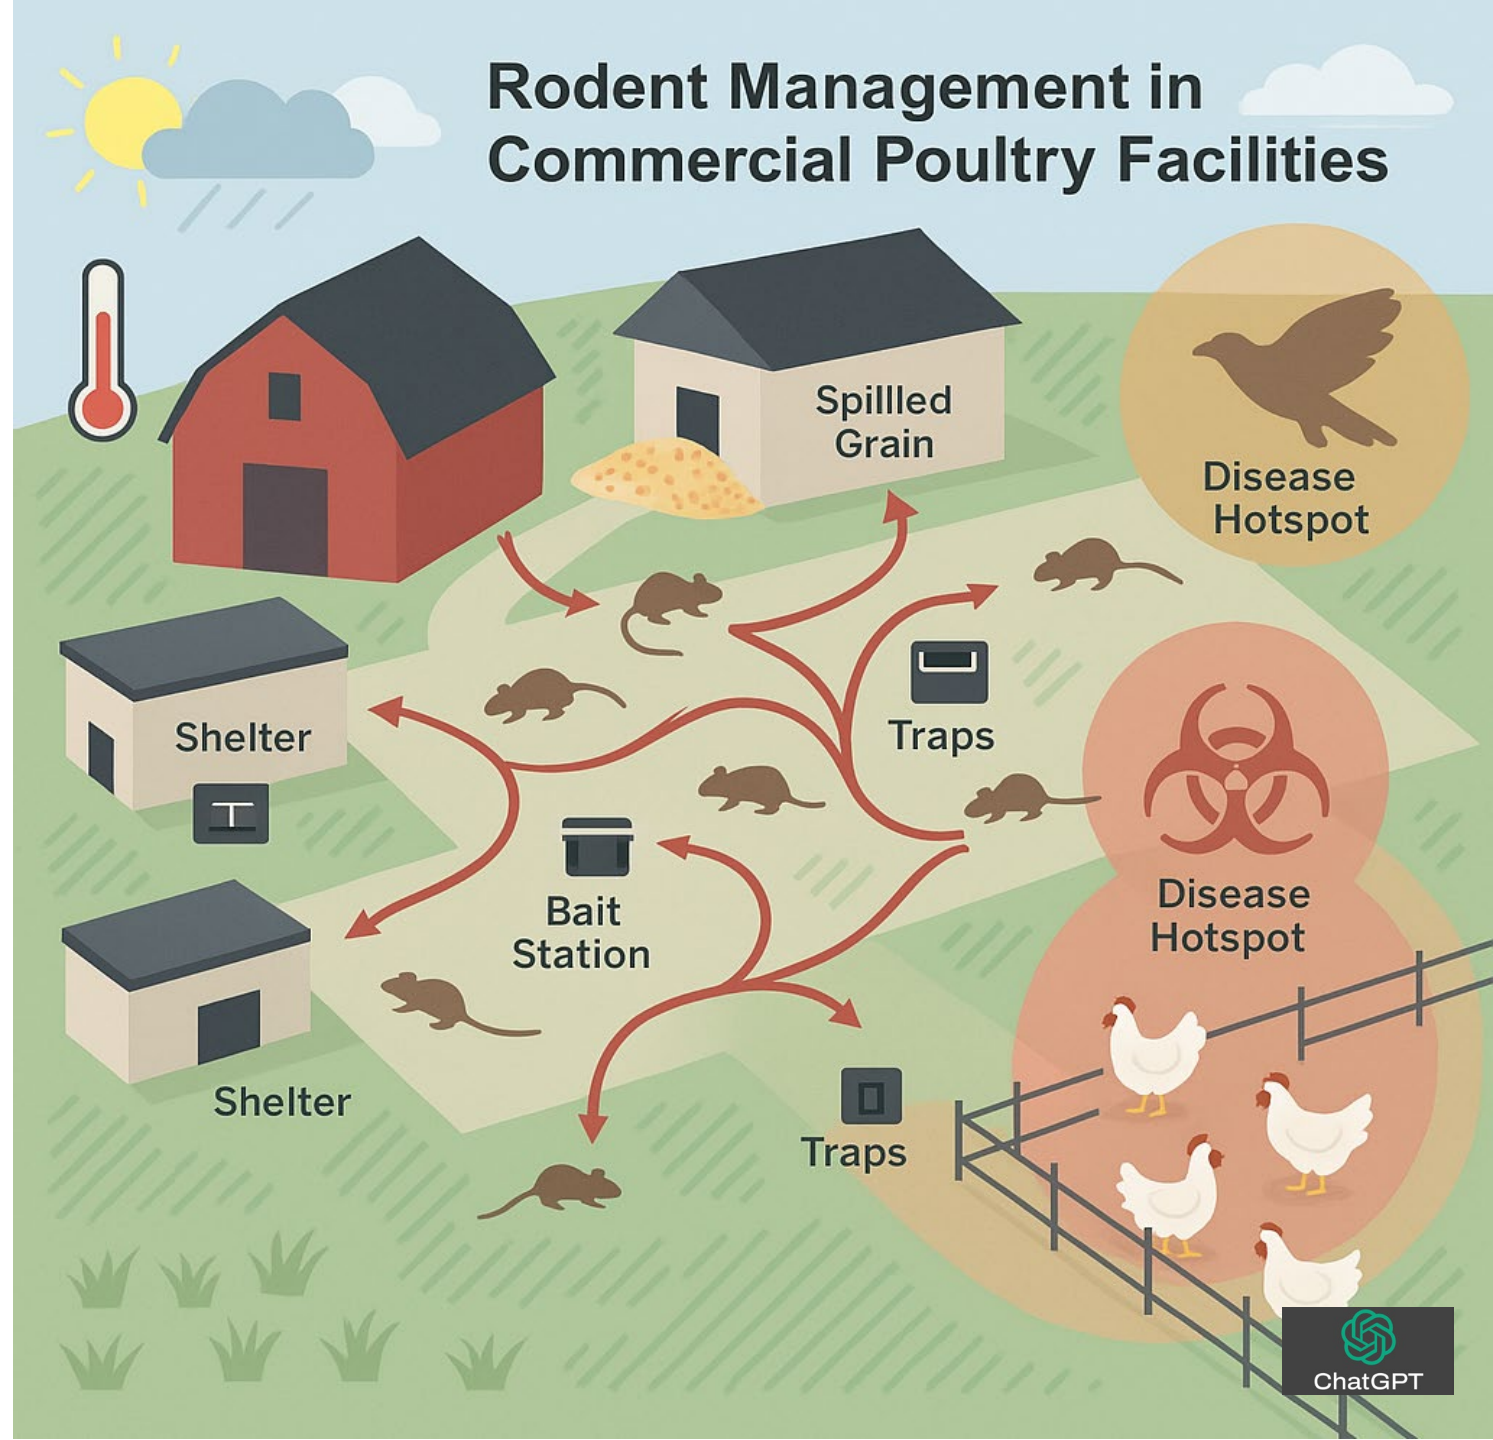 Rodent Management in
Commercial Poultry Facilities
Spillled
Grain
Disease
Hotspot
Shelter
Traps
Bait
Station
Disease
Hotspot
Shelter
Traps
ChatGPT